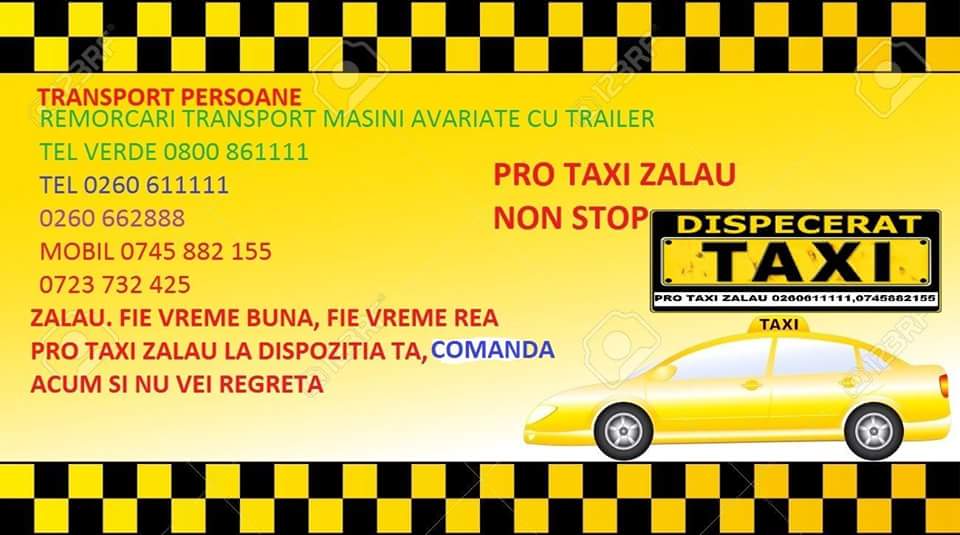 TRANSPORT PERSOANE
REMORCARI TRANSPORT MASINI AVARIATE CU TRAILER
TEL VERDE 0800 861111
TEL 0260 611111
0260 662888
MOBIL 0745 882 155
0723 732 425
ZALAU. FIE VREME BUNA, FIE VREME REA
PRO TAXI ZALAU LA DISPOZITIA TA, COMANDA
ACUM SI NU VEI REGRETA
PRO TAXI ZALAU
NON STOP
DISPECERAT
TAXI
PRO TAXI ZALAU 0260611111,0745882155
TAXI
123RF